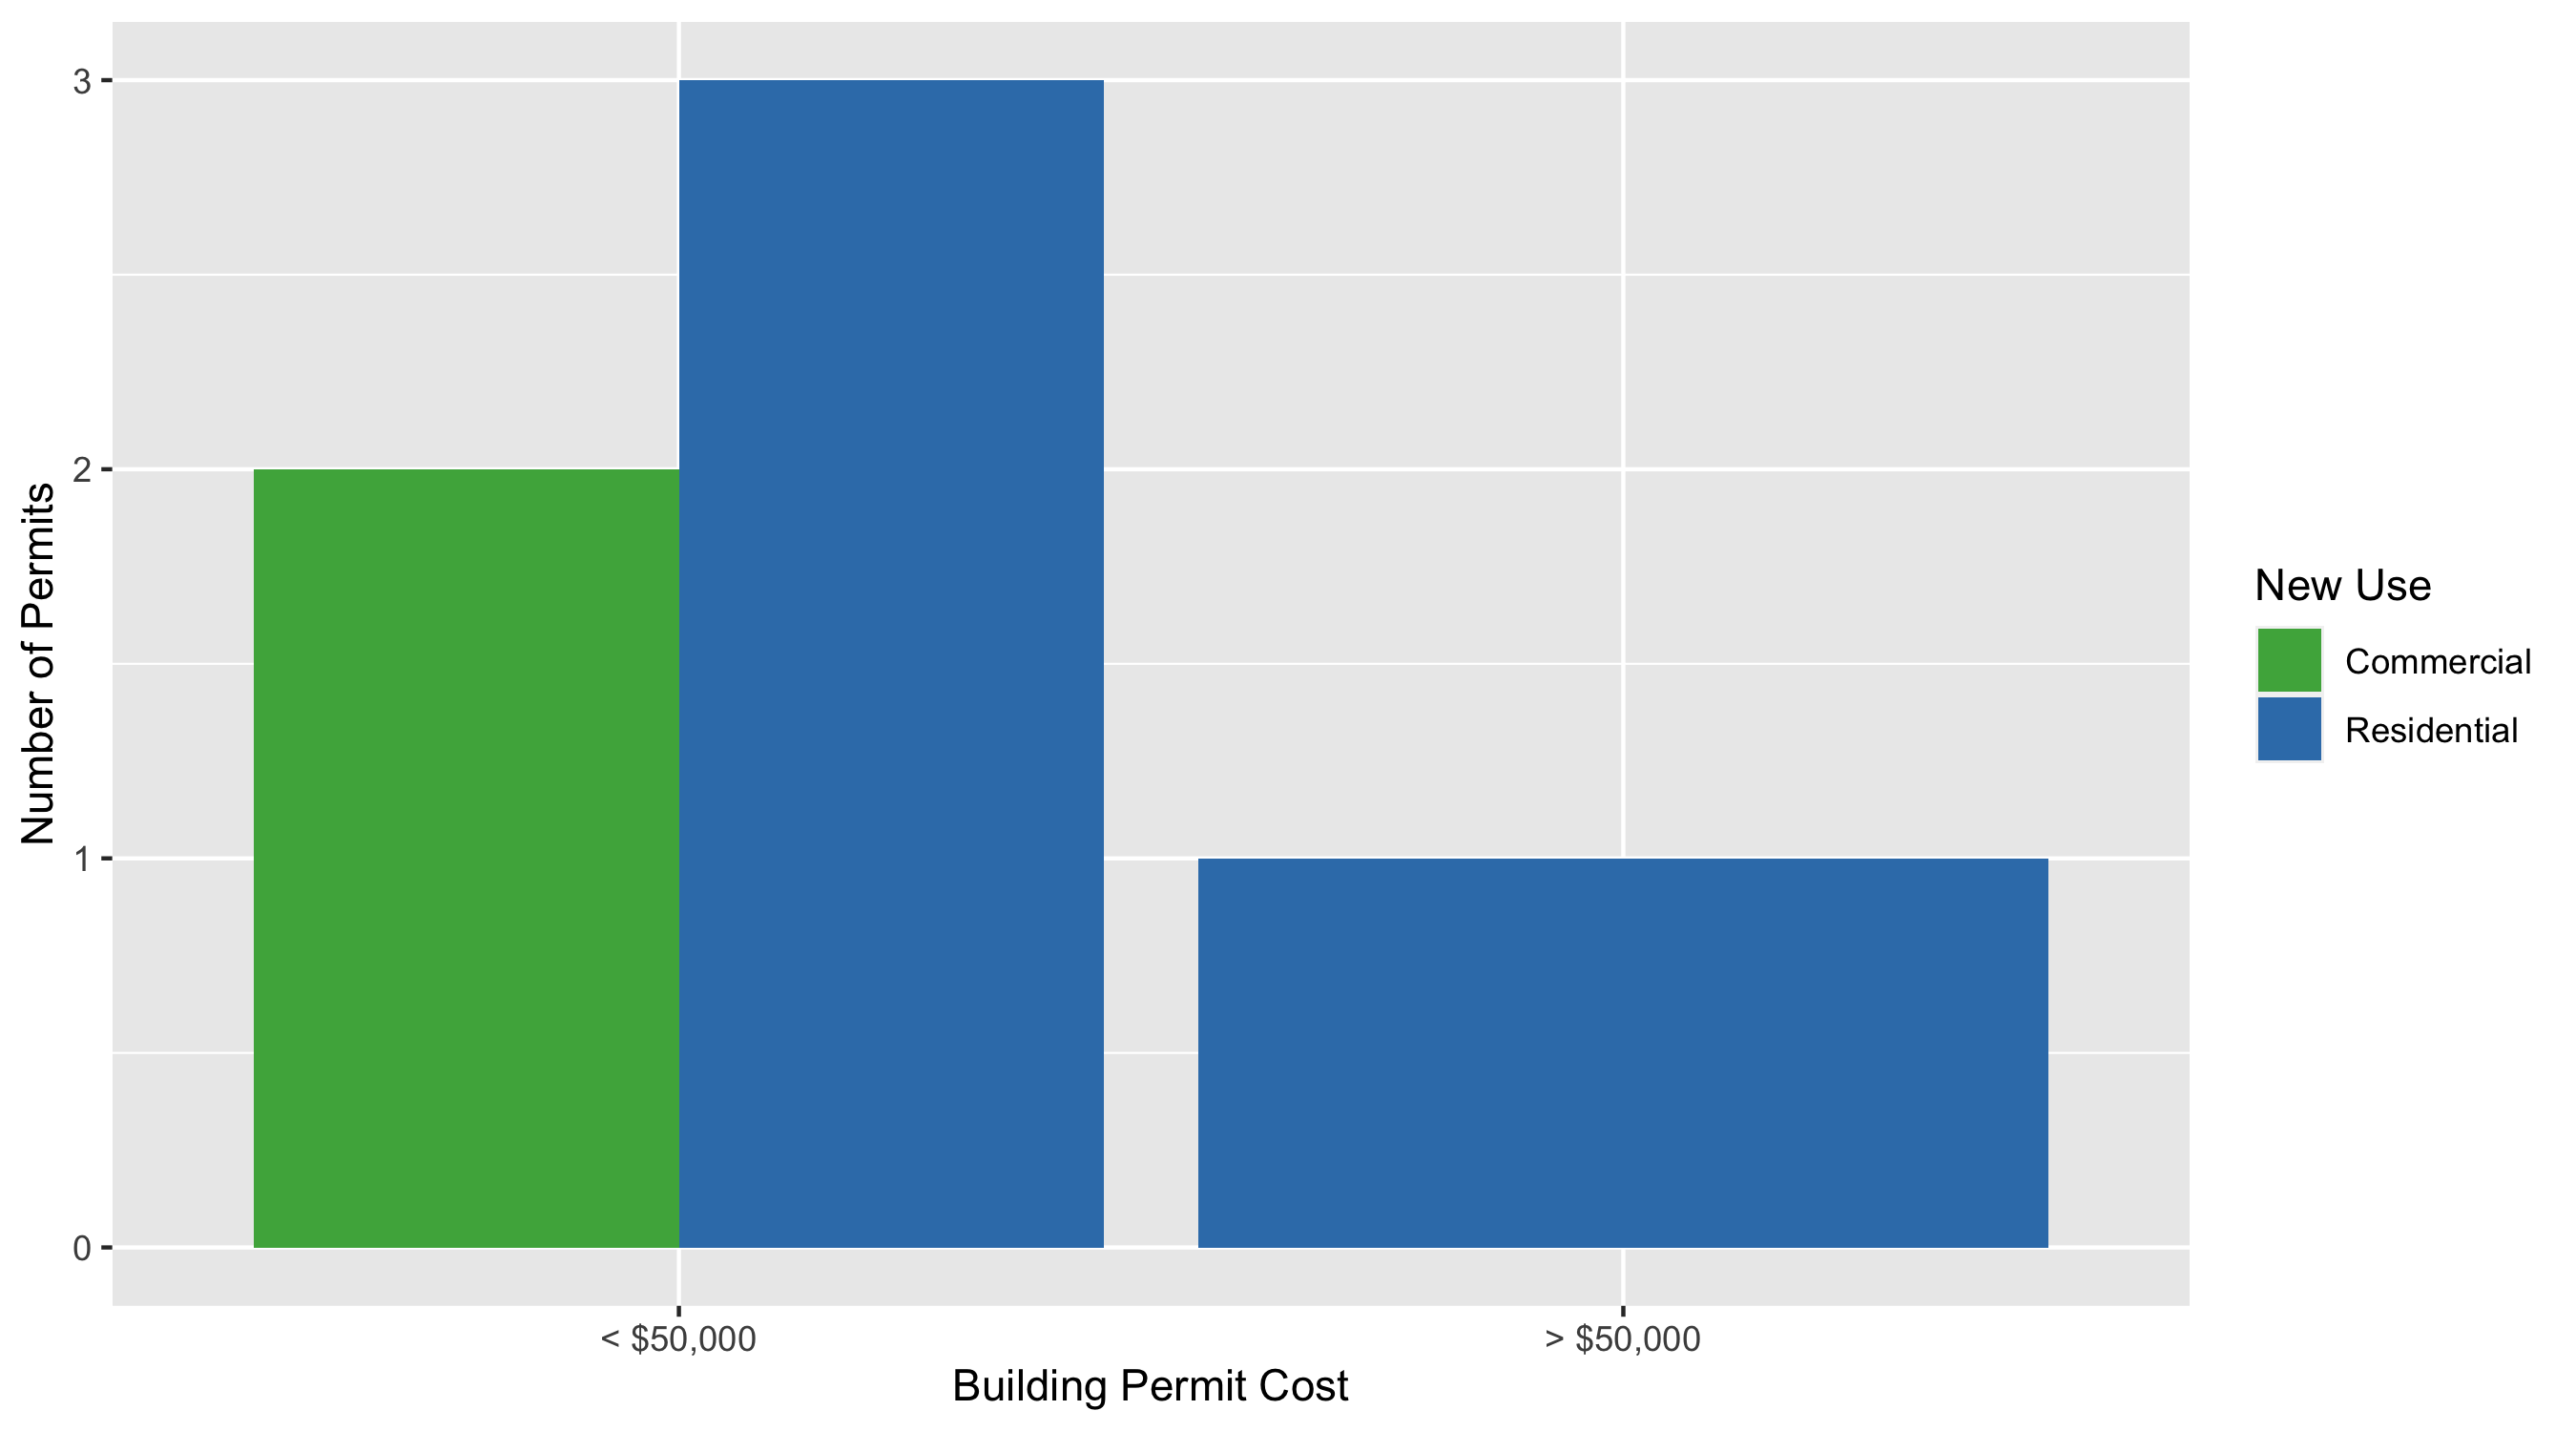 3
2
1
0
Number of Permits
< $50,000
> $50,000
Building Permit Cost
New Use
Commercial
Residential